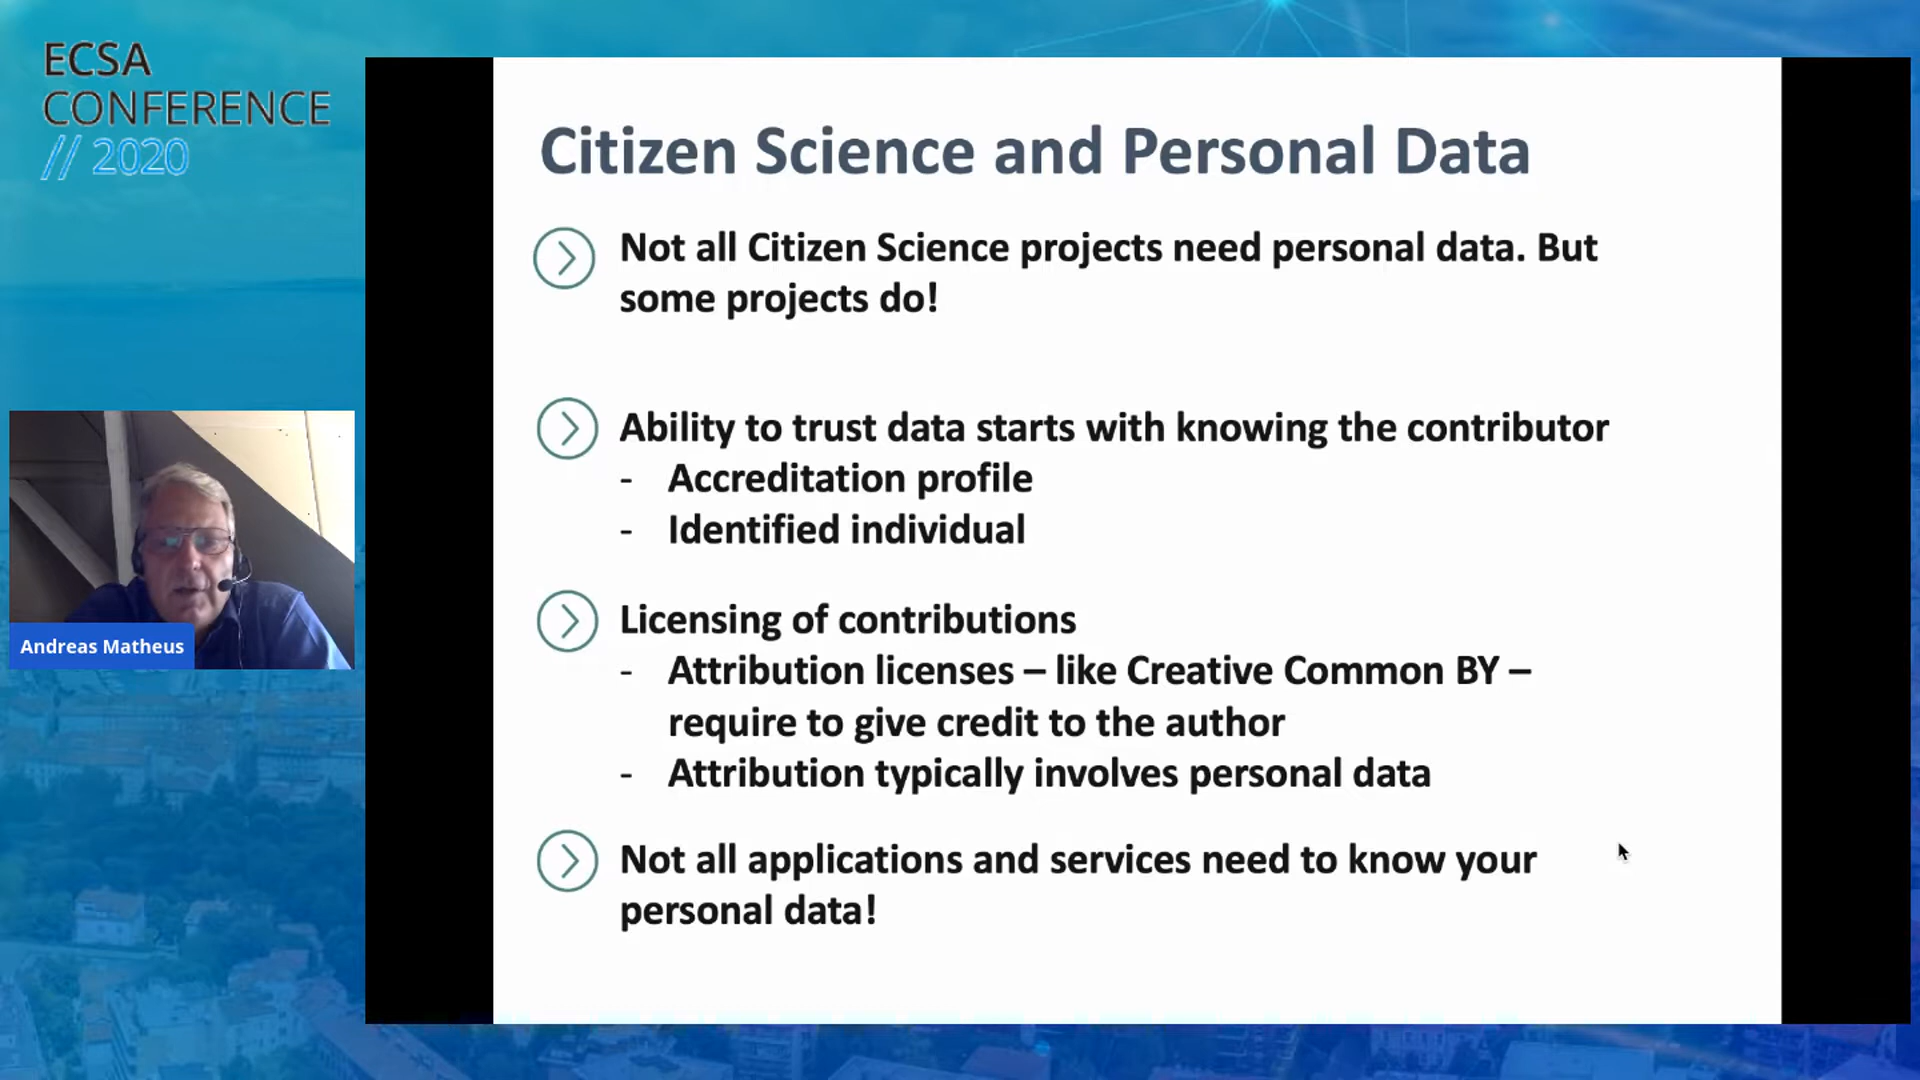 ECSA
CONFERENCE
// 2020
Citizen Science and Personal Data
Not all Citizen Science projects need personal data. But
some projects do!
Ability to trust data starts with knowing the contributor
- Accreditation profile
- Identified individual
Licensing of contributions
- Attribution licenses – like Creative Common BY –
require to give credit to the author
- Attribution typically involves personal data
Not all applications and services need to know your
personal data!
Andreas Matheus